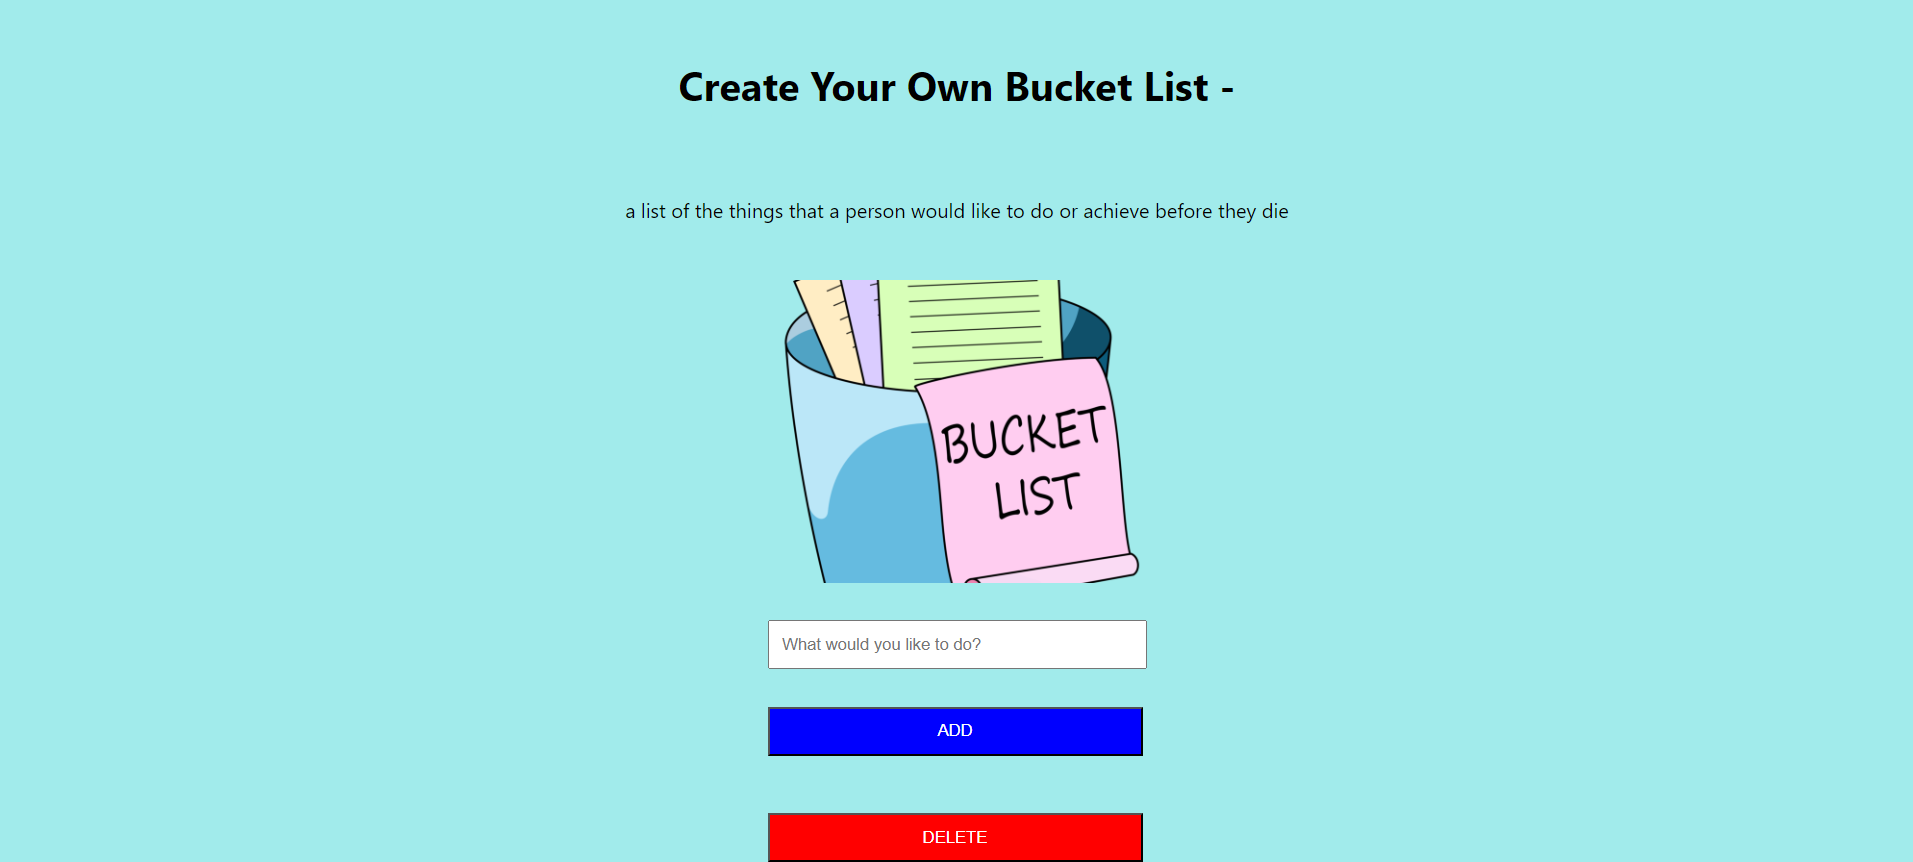 Create Your Own Bucket List -
a list of the things that a person would like to do or achieve before they die
BUCKET
LIST
What would you like to do?
ADD
DELETE